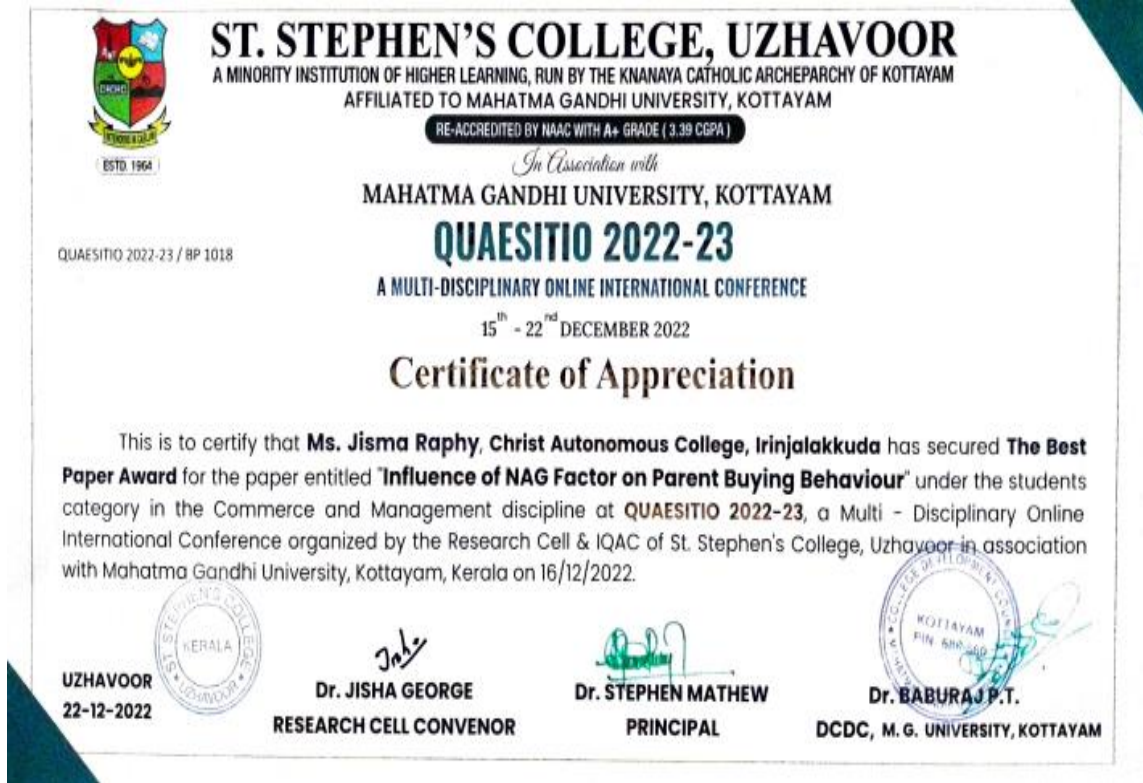 ST. STEPHEN'S COLLEGE, UZHAVOOR
A MINORITY INSTITUTION OF HIGHER LEARNING, RUN BY THE KNANAYA CATHOLIC ARCHEPARCHY OF KOTTAYAM
AFFILIATED TO MAHATMA GANDHI UNIVERSITY, KOTTAYAM
RE-ACCREDITED BY NAAC WITH A+ GRADE ( 3.39 CGPA )
ESTD. 1964
In Association with
MAHATMA GANDHI UNIVERSITY, KOTTAYAM
QUAESITIO 2022-23 / BP 1018
QUAESITIO 2022-23
A MULTI-DISCIPLINARY ONLINE INTERNATIONAL CONFERENCE
15th - 22nd DECEMBER 2022
Certificate of Appreciation
This is to certify that Ms. Jisma Raphy, Christ Autonomous College, Irinjalakkuda has secured The Best
Paper Award for the paper entitled "Influence of NAG Factor on Parent Buying Behaviour" under the students
category in the Commerce and Management discipline at QUAESITIO 2022-23, a Multi - Disciplinary Online
International Conference organized by the Research Cell & IQAC of St. Stephen's College, Uzhavoor in association
with Mahatma Gandhi University, Kottayam, Kerala on 16/12/2022.
ST. STEPHEN'S COLLEGE
KERALA
UZHAVOOR
COLLEGE DEVELOPMENT
KOTTAYAM
PIN
UZHAVOOR
22-12-2022
Dr. JISHA GEORGE
RESEARCH CELL CONVENOR
Dr. STEPHEN MATHEW
PRINCIPAL
Dr. BABURAJ P.T.
DCDC, M. G. UNIVERSITY, KOTTAYAM